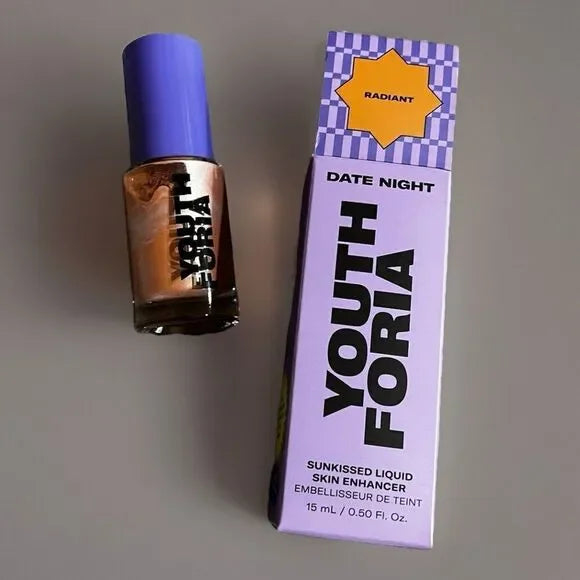 YOUTH
FORIA
RADIANT
DATE NIGHT
YOUTH
FORIA
SUNKISSED LIQUID
SKIN ENHANCER
EMBELLISSEUR DE TEINT
15 mL / 0.50 Fl. Oz.